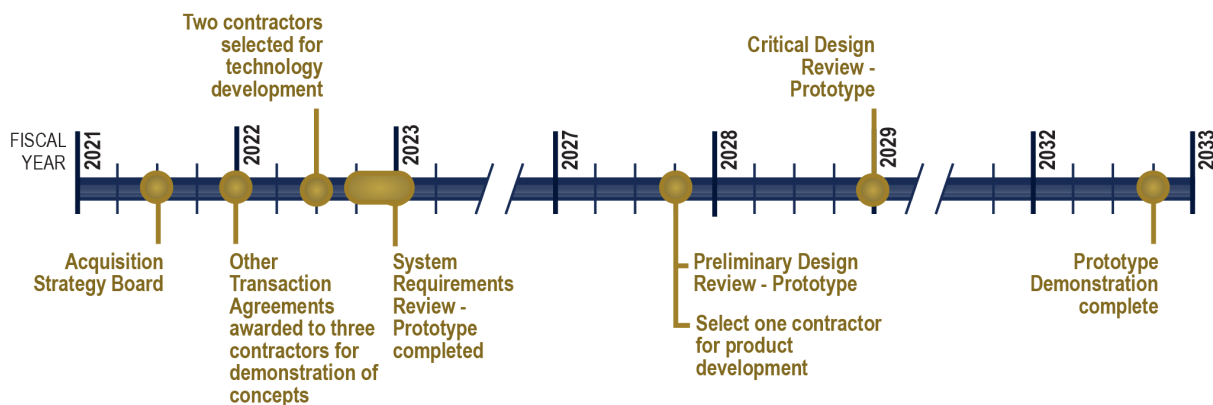 Two contractors
selected for
technology
development
Critical Design
Review -
Prototype
FISCAL
YEAR
2021
2022
2023
2027
2028
2029
2032
2033
Acquisition
Strategy Board
Other
Transaction
Agreements
awarded to three
contractors for
demonstration of
concepts
System
Requirements
Review -
Prototype
completed
Preliminary Design
Review - Prototype
Select one contractor
for product
development
Prototype
Demonstration
complete